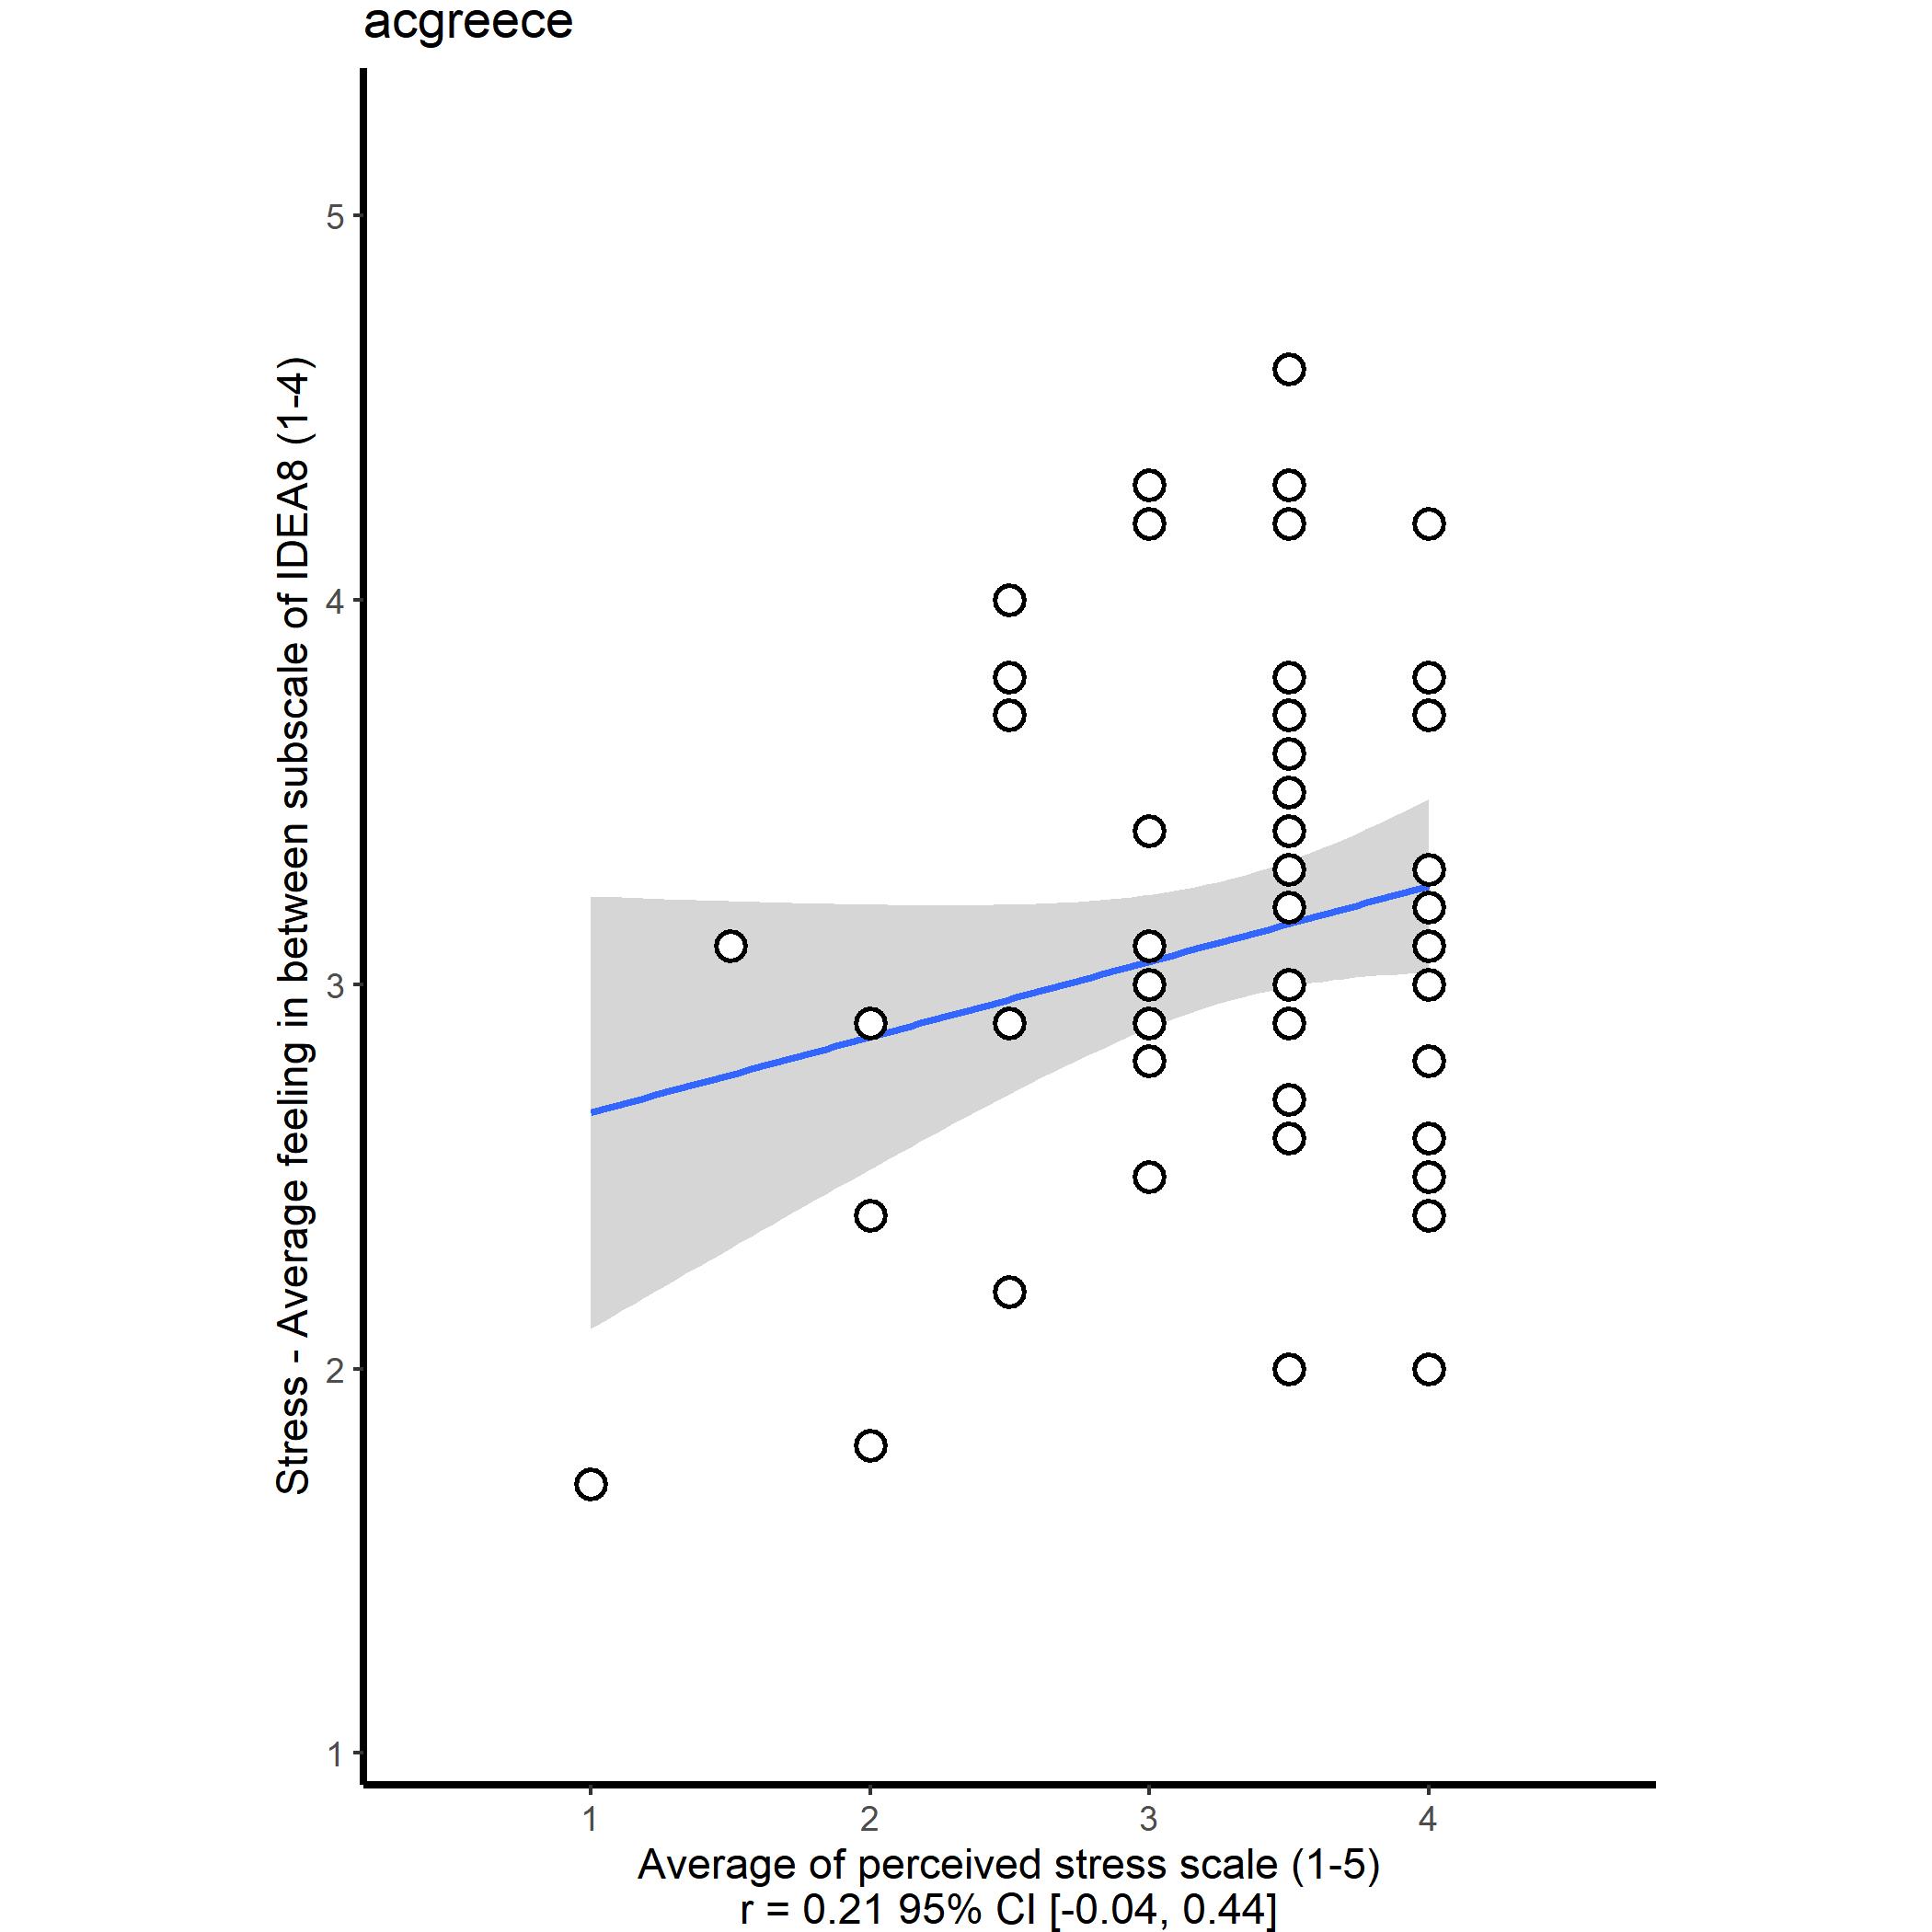 acgreece
Stress - Average feeling in between subscale of IDEA8 (1-4)
5
4
3
2
1
1 2 3 4
Average of perceived stress scale (1-5)
r = 0.21 95% CI [-0.04, 0.44]